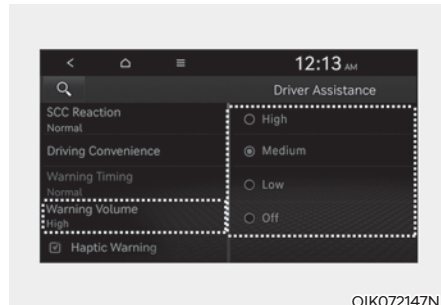 12:13 AM
Driver Assistance
SCC Reaction
Normal
High
Driving Convenience
Medium
Warning Timing
Normal
Low
Warning Volume
High
Off
Haptic Warning
OIK072147N